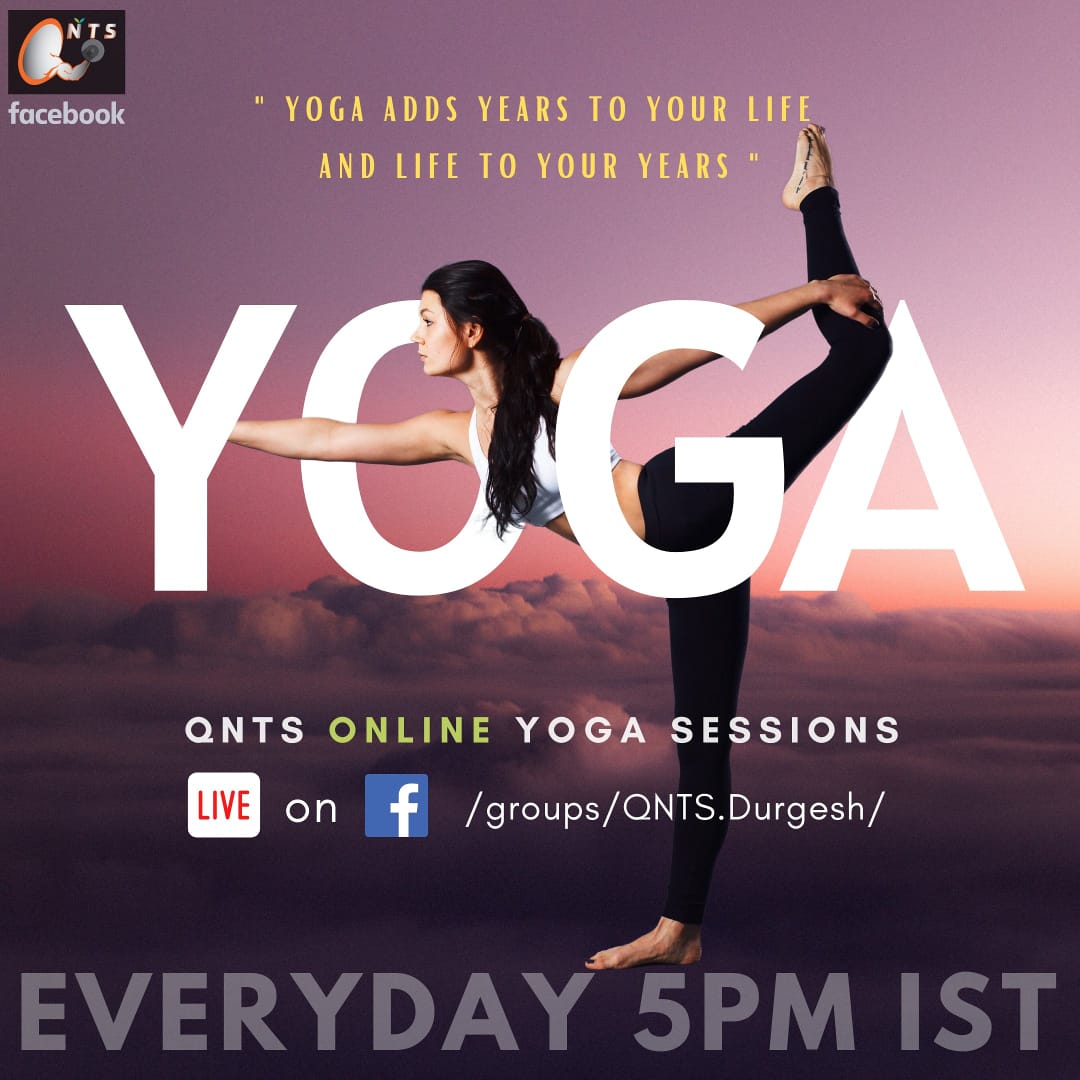 QNTS
facebook
" YOGA ADDS YEARS TO YOUR LIFE
AND LIFE TO YOUR YEARS "
YOGA
QNTS ONLINE YOGA SESSIONS
LIVE on f /groups/QNTS.Durgesh/
EVERYDAY 5PM IST